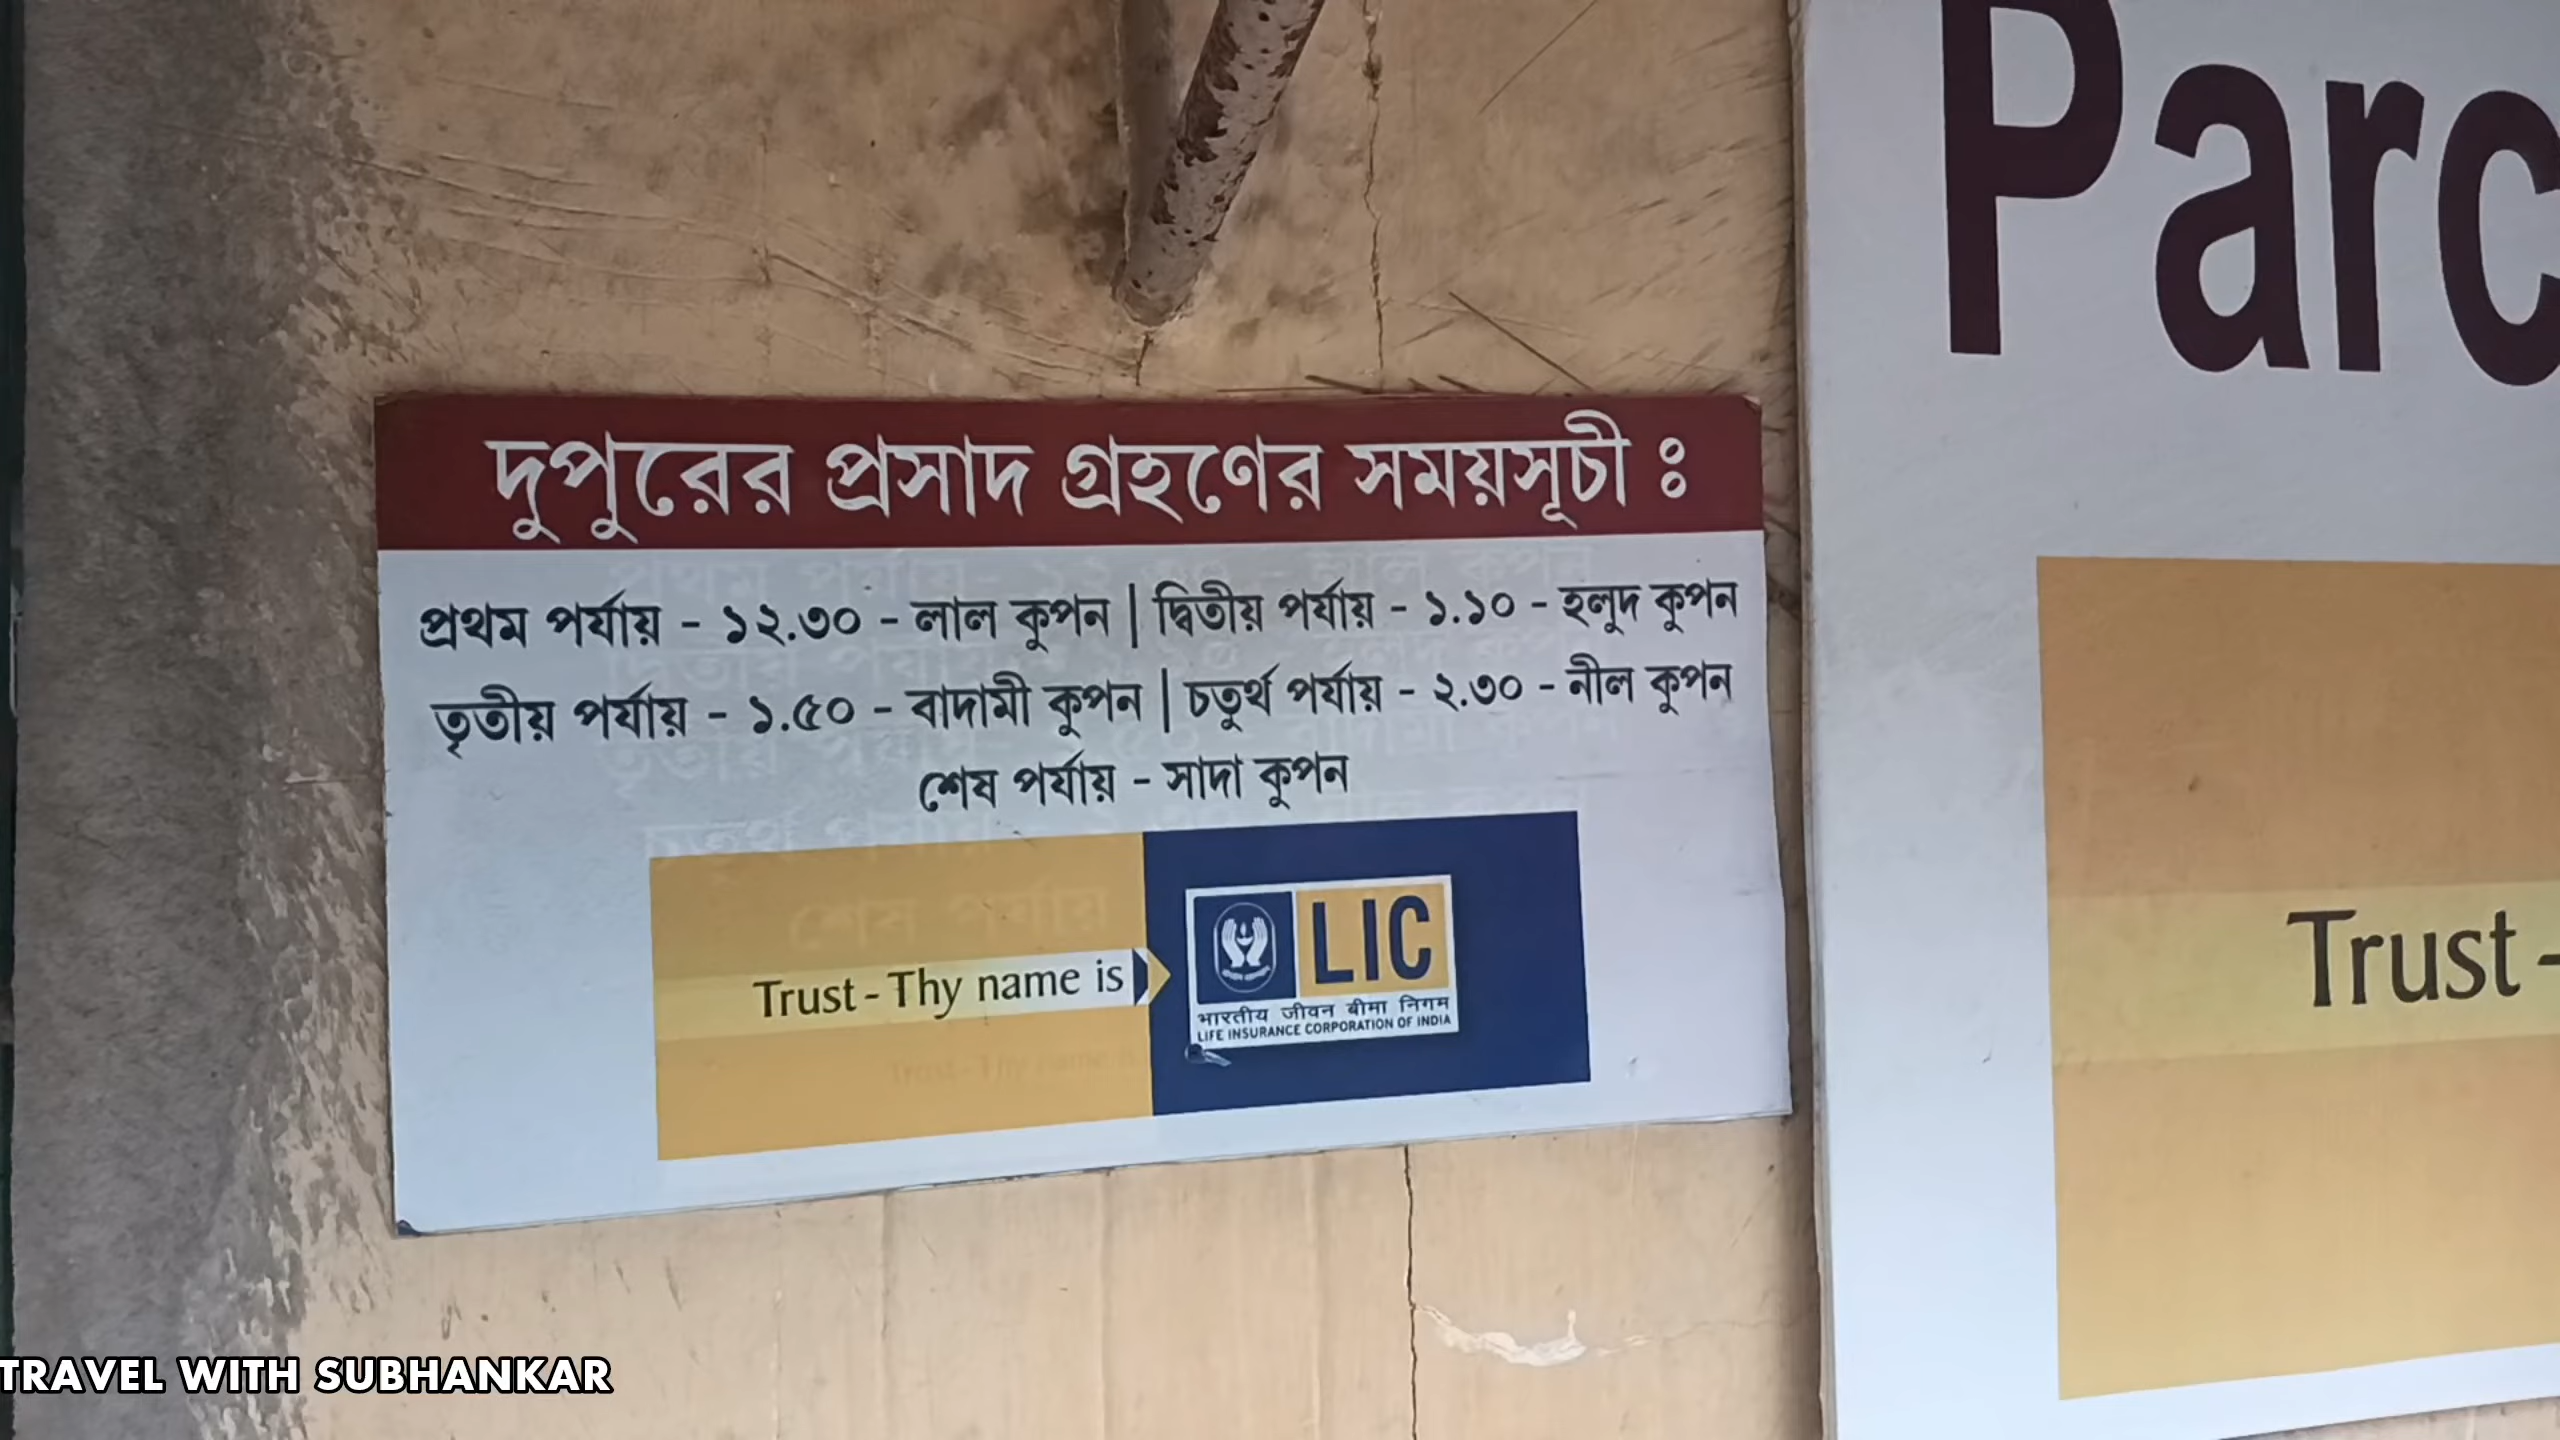 দুপুরের প্রসাদ গ্রহণের সময়সূচী ঃ
প্রথম পর্যায় - ১২.৩০ - লাল কুপন | দ্বিতীয় পর্যায় - ১.১০ - হলুদ কুপন
তৃতীয় পর্যায় - ১.৫০ - বাদামী কুপন | চতুর্থ পর্যায় - ২.৩০ - নীল কুপন
শেষ পর্যায় - সাদা কুপন
Trust - Thy name is
LIC
भारतीय जीवन बीमा निगम
LIFE INSURANCE CORPORATION OF INDIA
Parc
Trust -
TRAVEL WITH SUBHANKAR